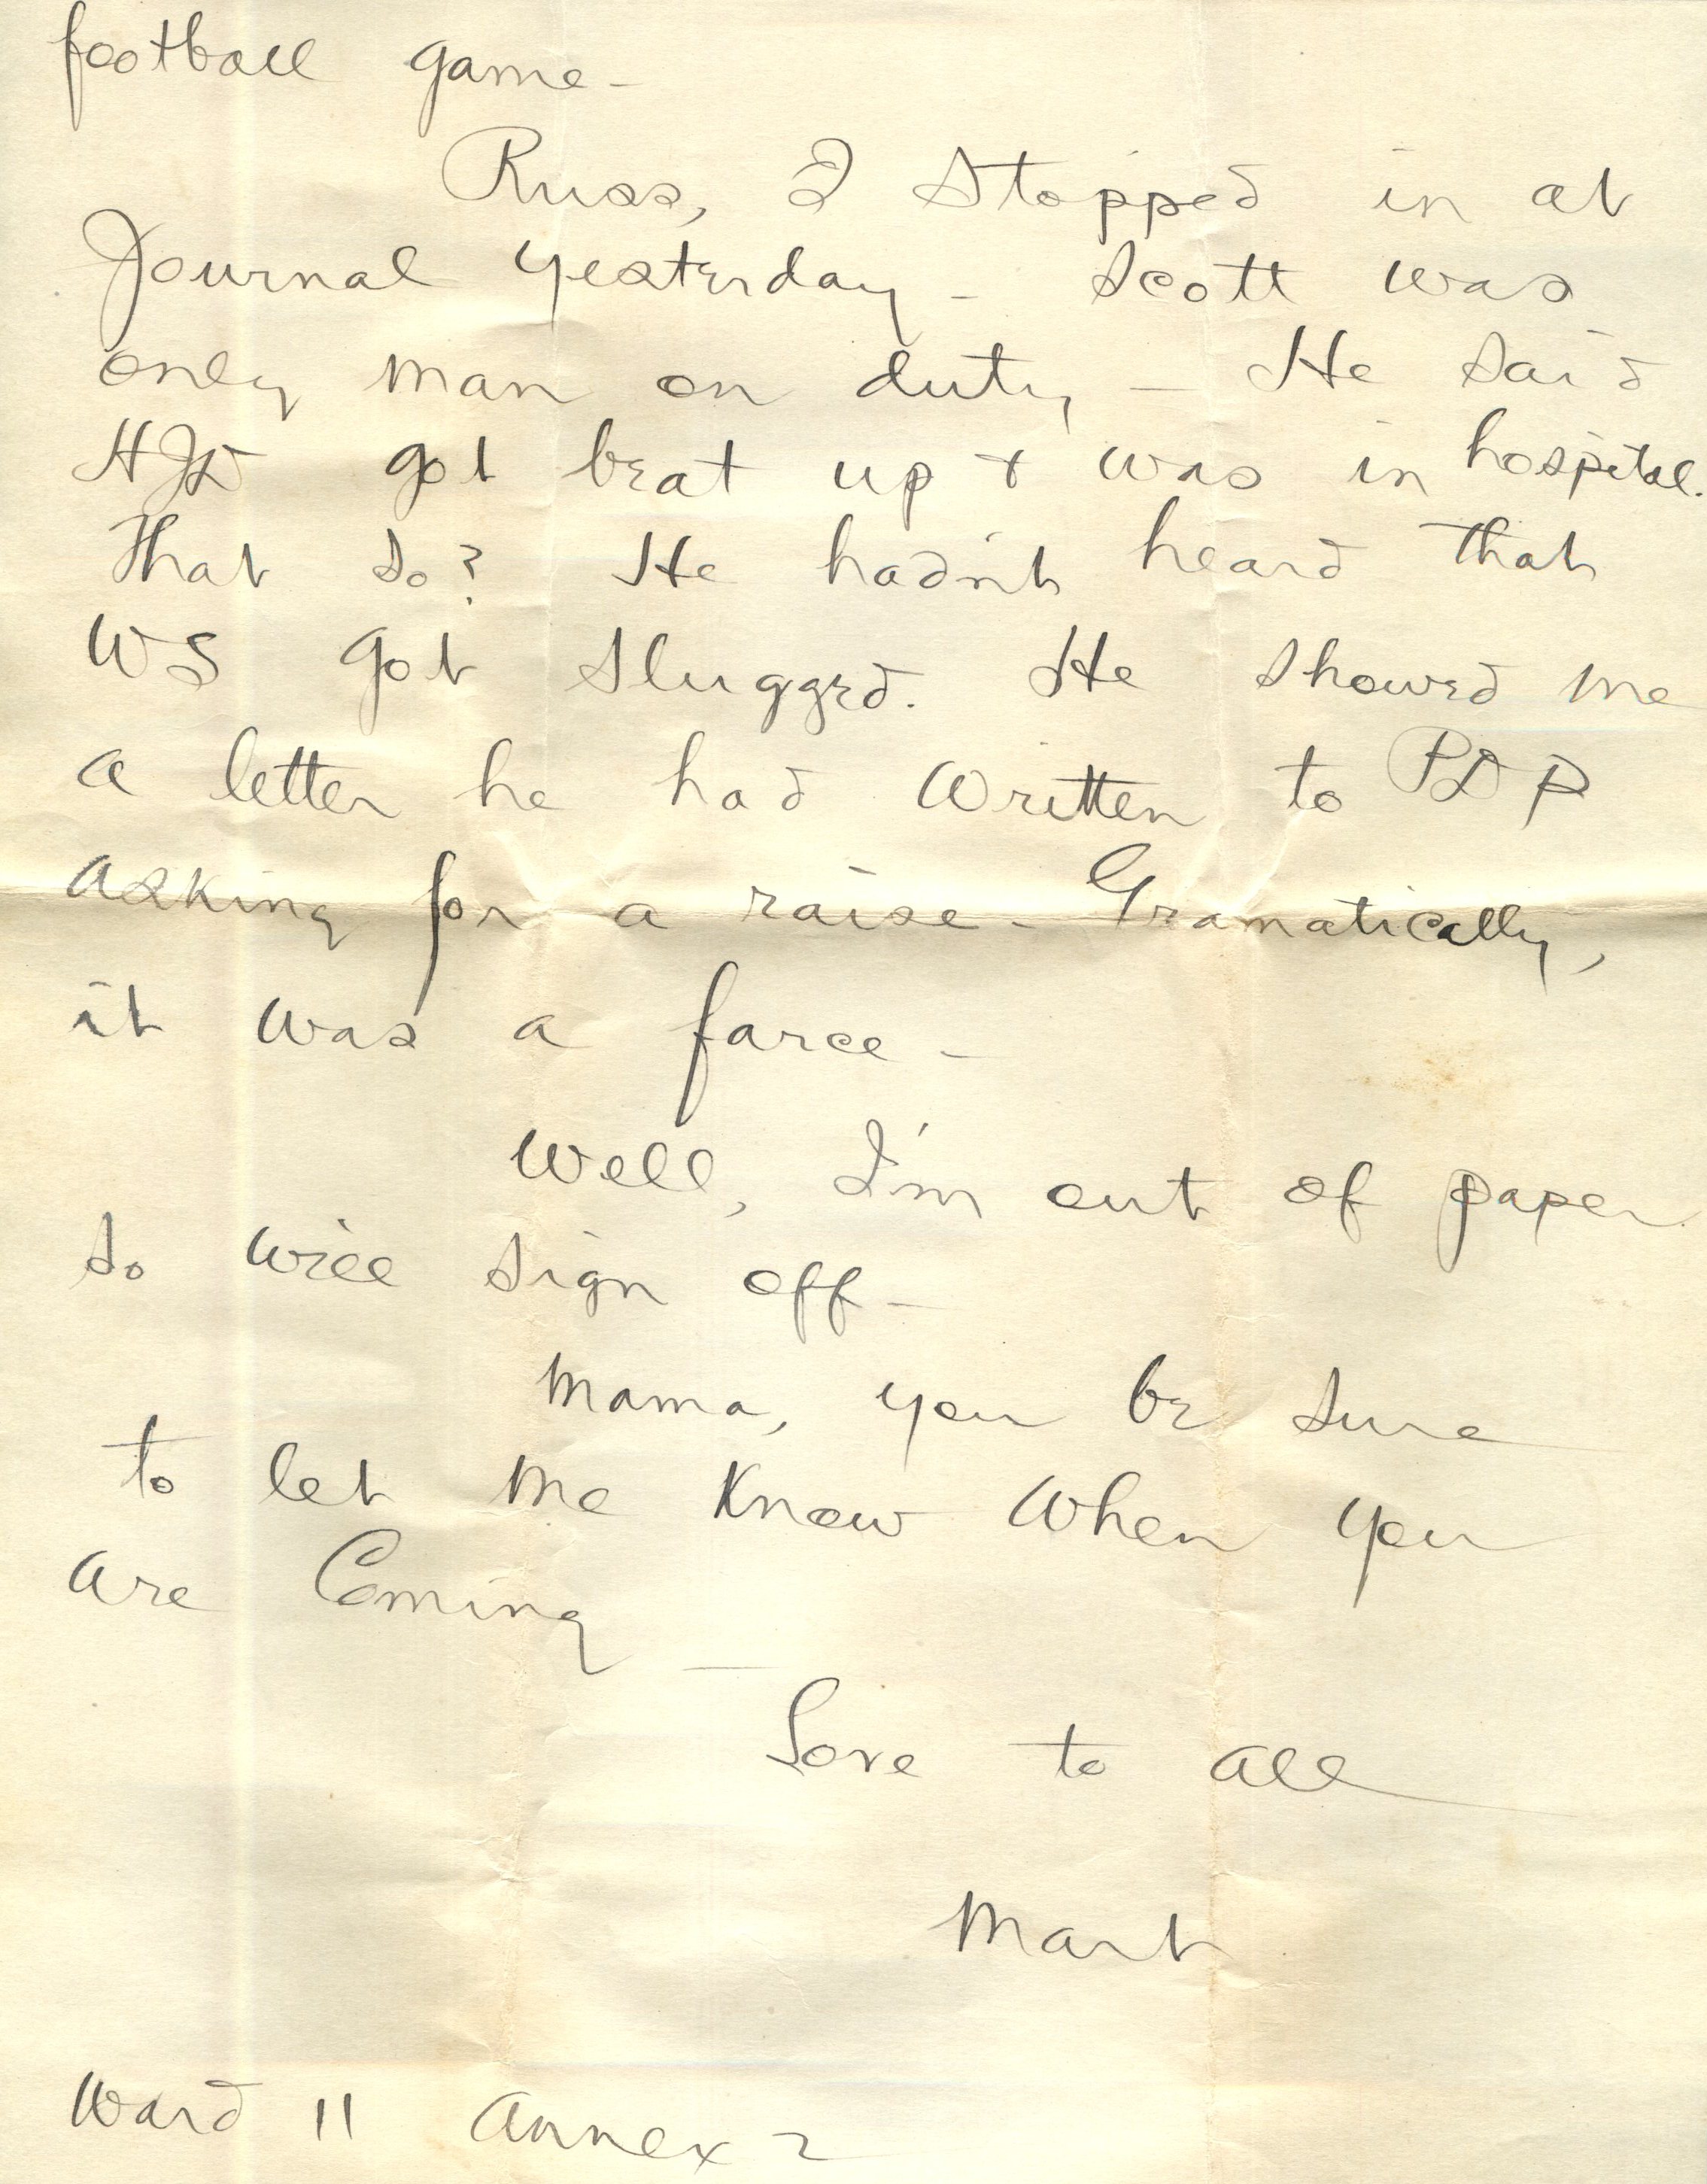 football game -
Russ, I stopped in at
Journal yesterday - Scott was
only man on duty - He said
HJD got beat up & was in hospital.
That so? He hadn't heard that
WS got slugged. He showed me
a letter he had written to PDP
asking for a raise - Gramatically,
it was a farce -
Well, I'm out of paper
so will sign off -
Mama, you be sure
to let me know when you
are coming -
Love to all
Mart
Ward 11 Annex 2